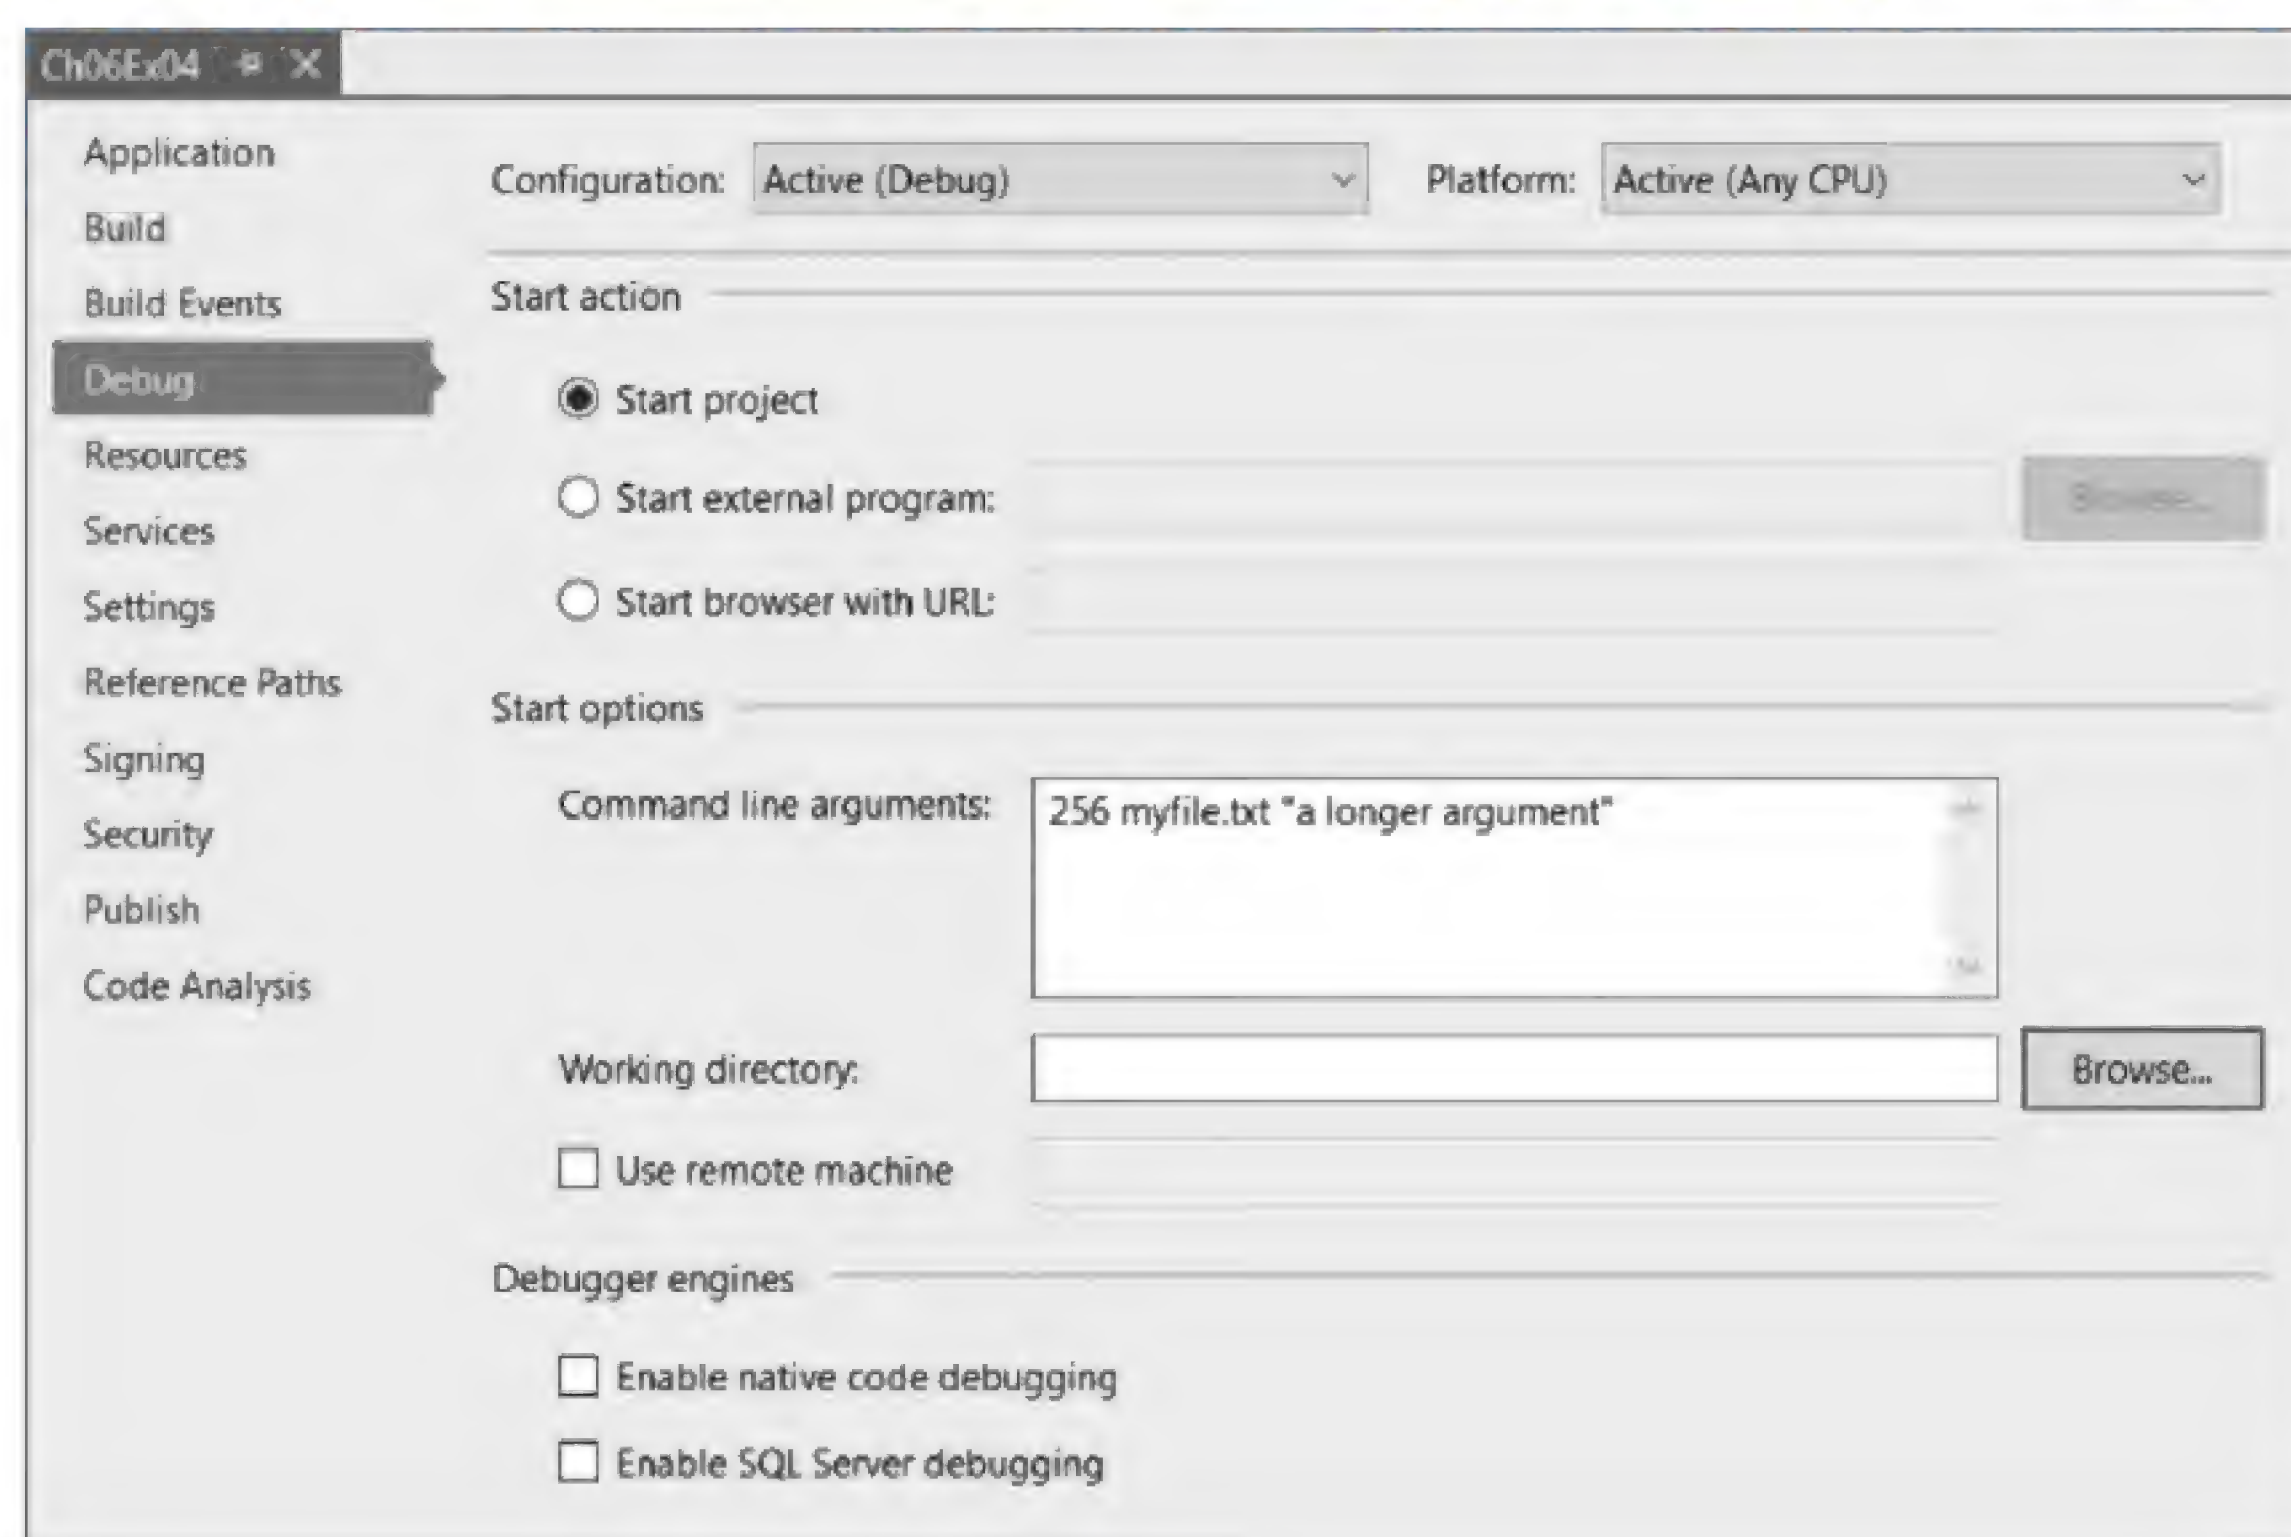 Ch06Ex04
Application
Build
Build Events
Debug
Resources
Services
Settings
Reference Paths
Signing
Security
Publish
Code Analysis
Configuration: Active (Debug) Platform: Active (Any CPU)
Start action
Start project
Start external program: Browse...
Start browser with URL:
Start options
Command line arguments: 256 myfile.txt "a longer argument"
Working directory: Browse...
Use remote machine
Debugger engines
Enable native code debugging
Enable SQL Server debugging